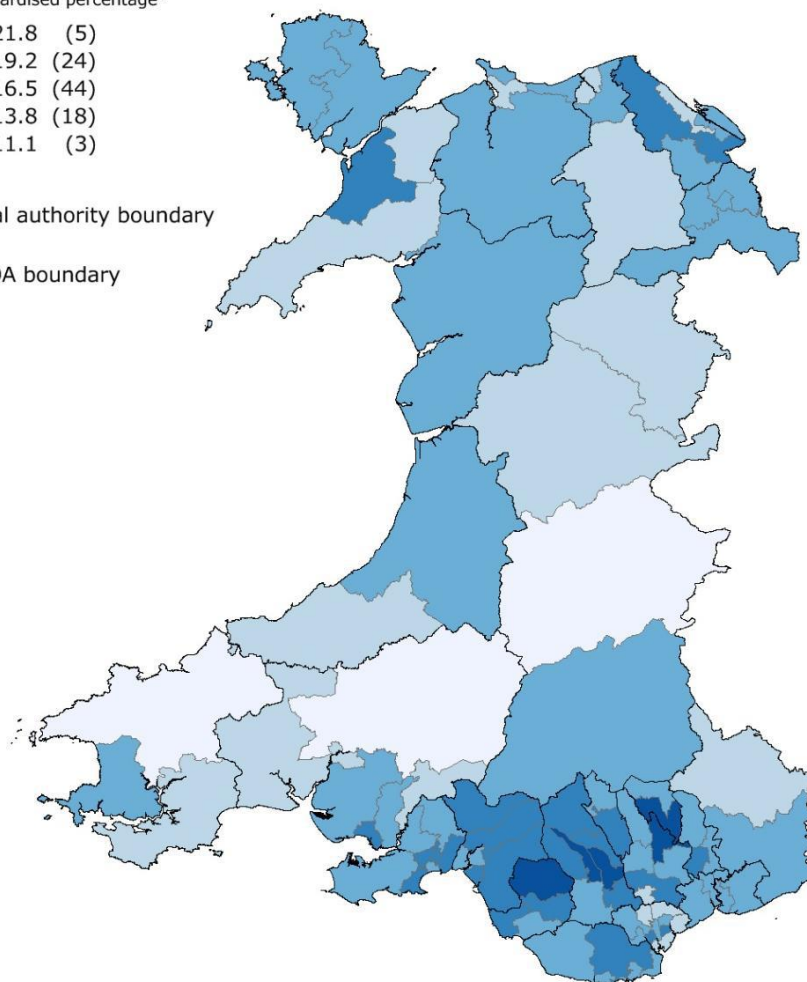 ardised percentage
21.8 (5)
19.2 (24)
16.5 (44)
13.8 (18)
11.1 (3)
al authority boundary
OA boundary